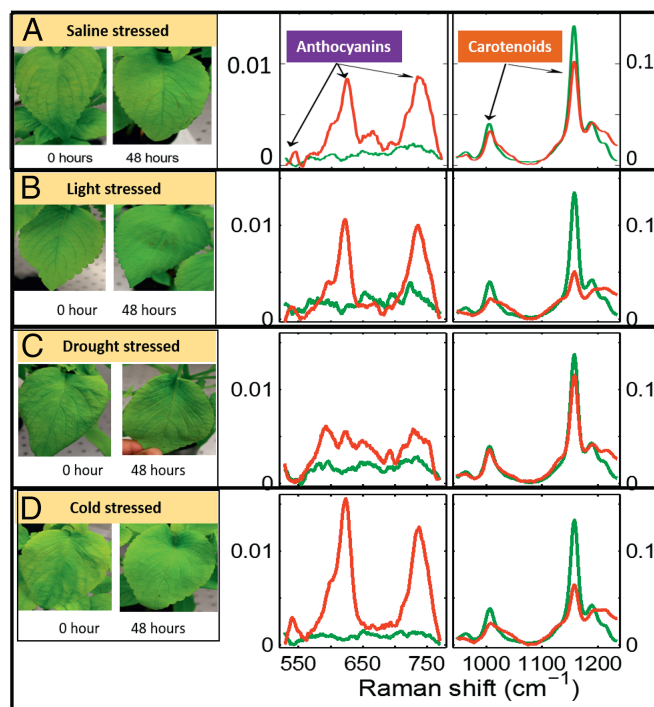 A
Saline stressed
0 hours
48 hours
Anthocyanins
Carotenoids
0.01
0
0.1
0
B
Light stressed
0 hour
48 hours
0.01
0
0.1
0
C
Drought stressed
0 hour
48 hours
0.01
0
0.1
0
D
Cold stressed
0 hour
48 hours
0.01
0
0.1
0
550
650
750
1000
1100
1200
Raman shift (cm⁻¹)